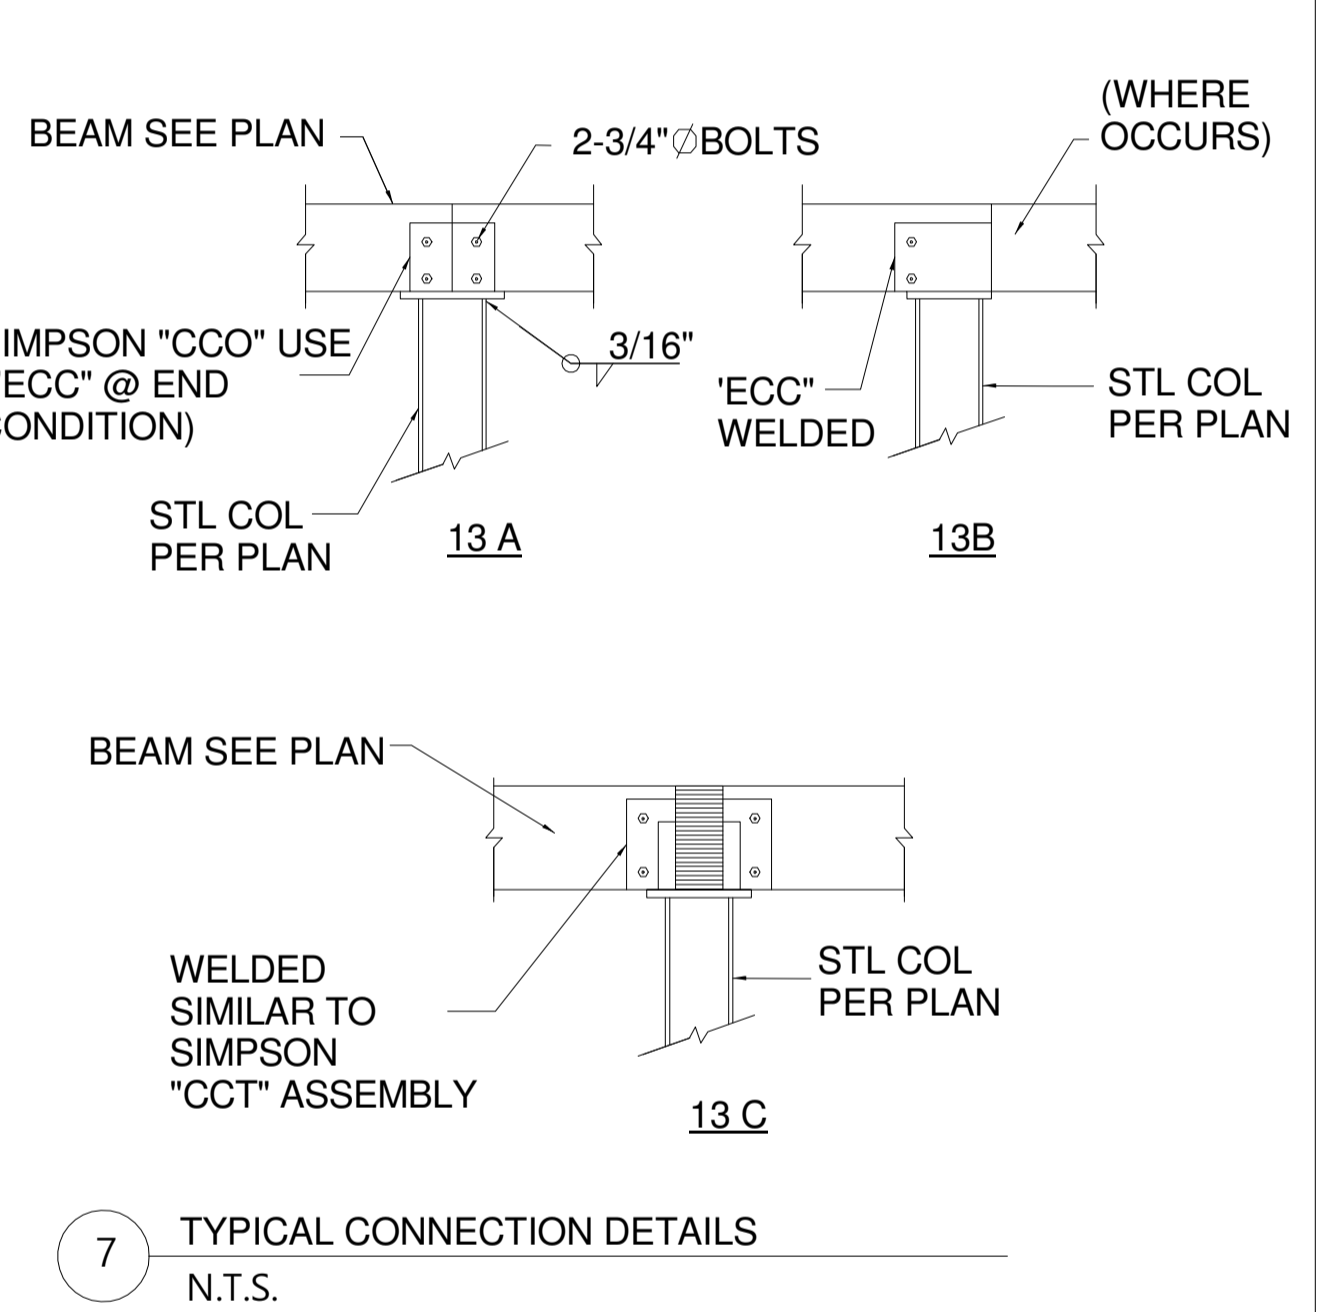 BEAM SEE PLAN
2-3/4"∅BOLTS
IMPSON "CCO" USE
"ECC" @ END
CONDITION)
3/16"
STL COL
PER PLAN
13 A
(WHERE
OCCURS)
'ECC"
WELDED
STL COL
PER PLAN
13B
BEAM SEE PLAN
WELDED
SIMILAR TO
SIMPSON
"CCT" ASSEMBLY
STL COL
PER PLAN
13 C
7
TYPICAL CONNECTION DETAILS
N.T.S.